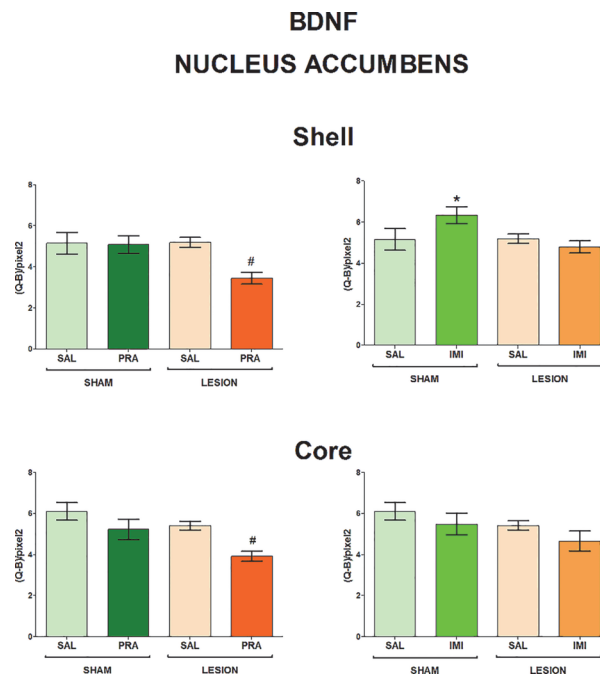 BDNF
NUCLEUS ACCUMBENS
Shell
(Q-B)/pixel2
8
6
4
2
0
#
SAL PRA SAL PRA
SHAM LESION
(Q-B)/pixel2
8
6
4
2
0
*
SAL IMI SAL IMI
SHAM LESION
Core
(Q-B)/pixel2
8
6
4
2
0
#
SAL PRA SAL PRA
SHAM LESION
(Q-B)/pixel2
8
6
4
2
0
SAL IMI SAL IMI
SHAM LESION